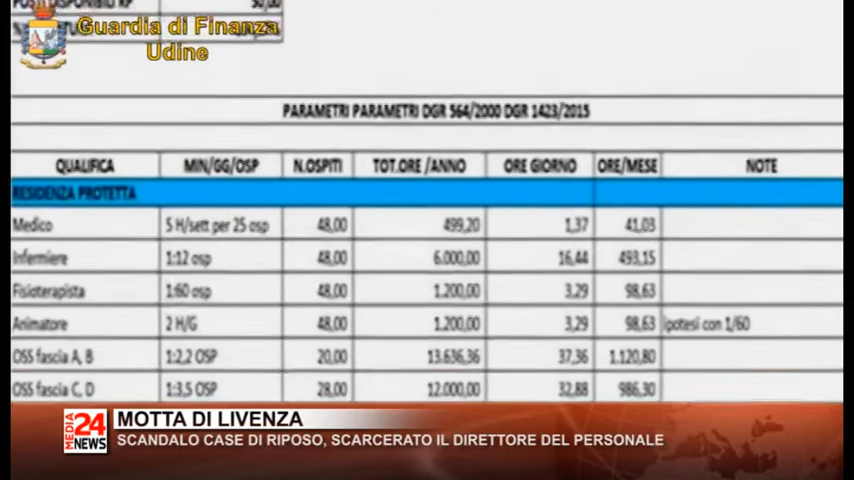 POSTI DISPONIBILI RP 50,00
Guardia di Finanza
Udine
PARAMETRI PARAMETRI DGR 564/2000 DGR 1423/2015
QUALIFICA MIN/GG/OSP N.OSPITI TOT.ORE /ANNO ORE GIORNO ORE/MESE NOTE
RESIDENZA PROTETTA
Medico 5 H/sett per 25 osp 48,00 499,20 1,37 41,03
Infermiere 1:12 osp 48,00 6.000,00 16,44 493,15
Fisioterapista 1:60 osp 48,00 1.200,00 3,29 98,63
Animatore 2 H/G 48,00 1.200,00 3,29 98,63 ipotesi con 1/60
OSS fascia A, B 1:2,2 OSP 20,00 13.636,36 37,36 1.120,80
OSS fascia C, D 1:3,5 OSP 28,00 12.000,00 32,88 986,30
MEDIA 24 NEWS
MOTTA DI LIVENZA
SCANDALO CASE DI RIPOSO, SCARCERATO IL DIRETTORE DEL PERSONALE